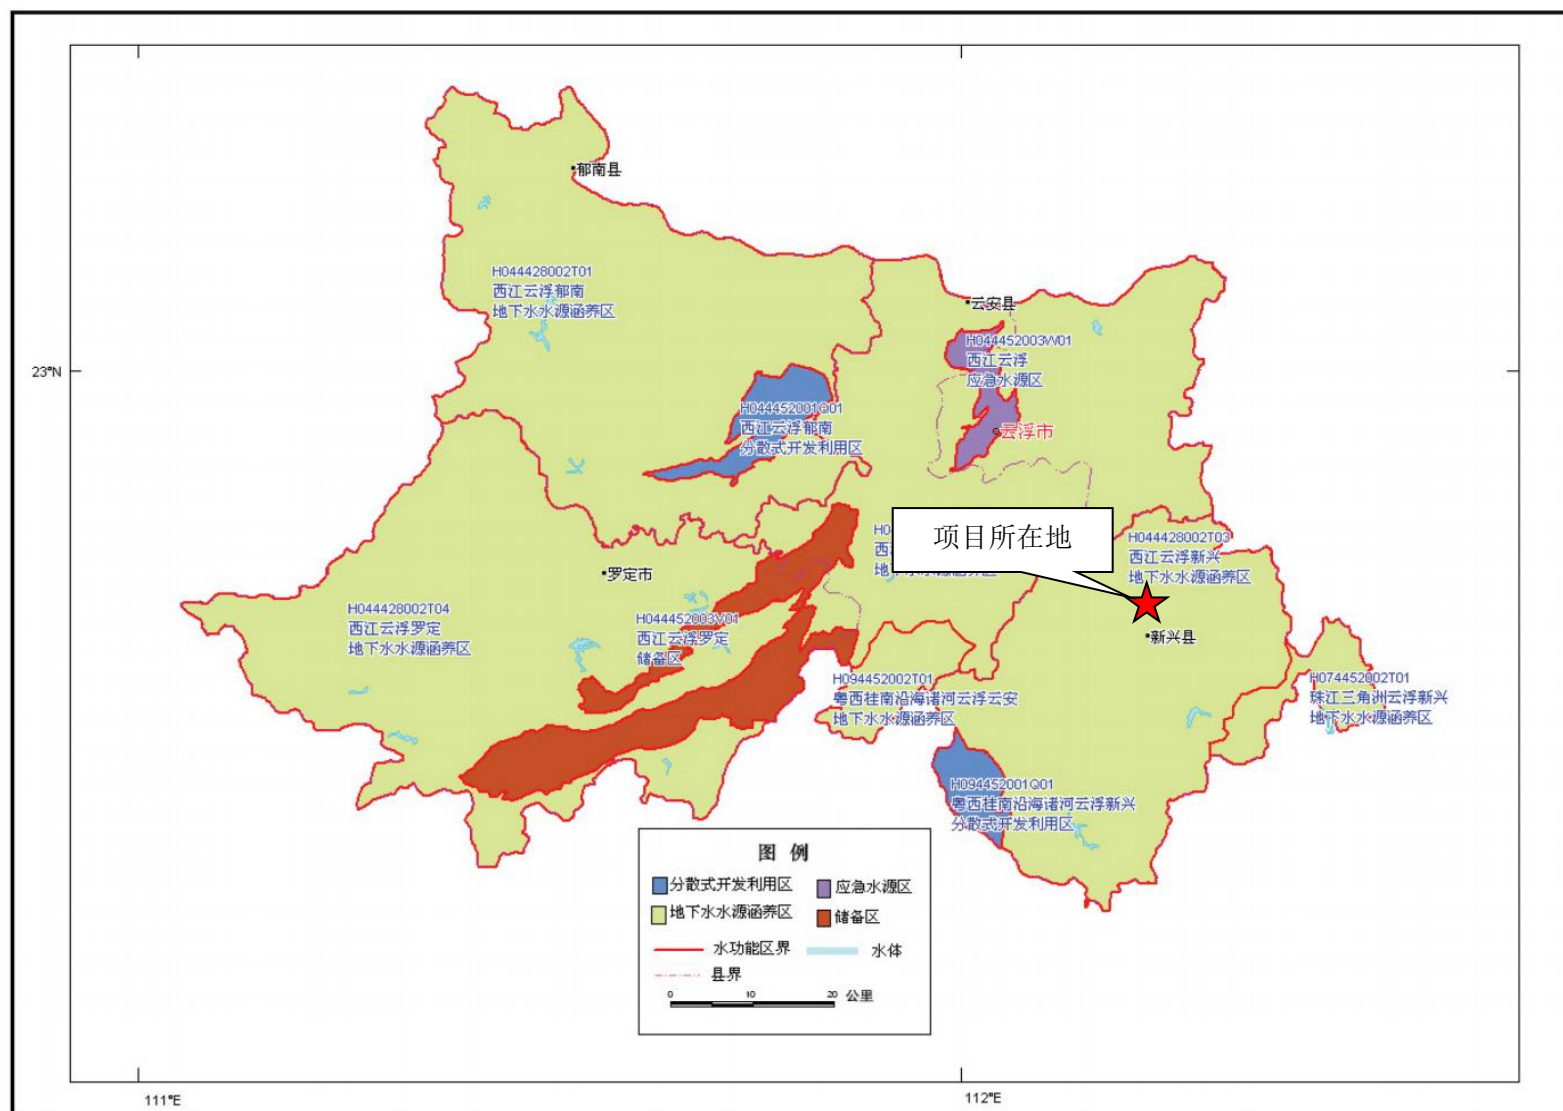 郁南县
H044428002T01
西江云浮郁南
地下水水源涵养区
云安县
H044452003W01
西江云浮
应急水源区
23°N
H044452001Q01
西江云浮郁南
分散式开发利用区
云浮市
项目所在地
H044428002T03
西江云浮新兴
地下水水源涵养区
罗定市
H044428002T04
西江云浮罗定
地下水水源涵养区
H044452003V01
西江云浮罗定
储备区
新兴县
H094452002T01
粤西桂南沿海诸河云浮云安
地下水水源涵养区
H074452002T01
珠江三角洲云浮新兴
地下水水源涵养区
H094452001Q01
粤西桂南沿海诸河云浮新兴
分散式开发利用区
图 例
分散式开发利用区
应急水源区
地下水水源涵养区
储备区
水功能区界
水体
县界
0 10 20 公里
111°E
112°E